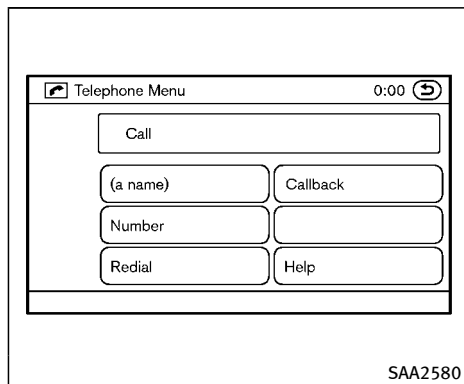 Telephone Menu 0:00
Call
(a name) Callback
Number
Redial Help
SAA2580